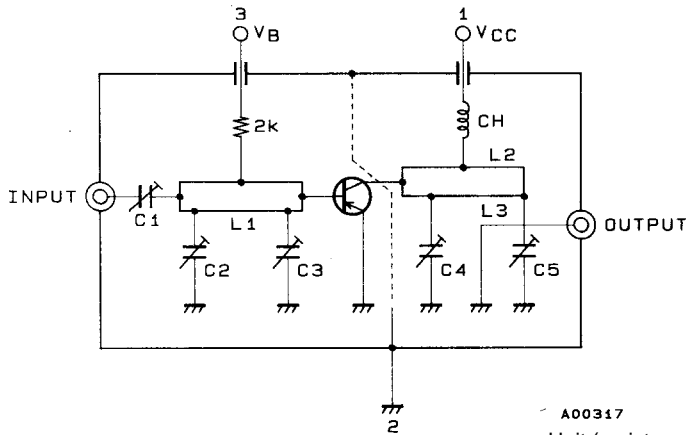 3
VB
1
VCC
2k
CH
L2
INPUT
C1
L1
L3
OUTPUT
C2
C3
C4
C5
2
A00317